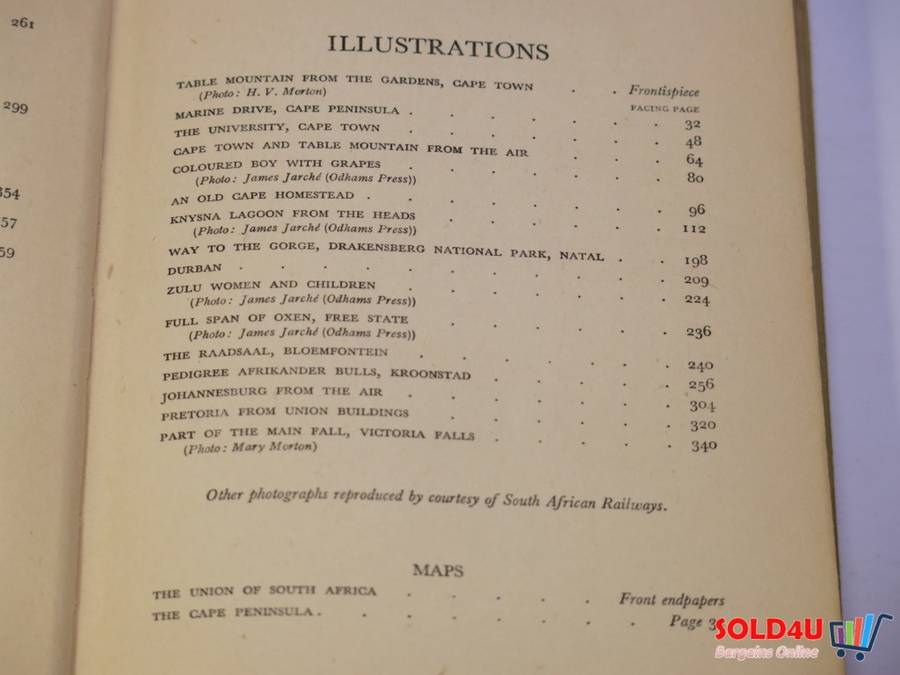 261
299
354
57
59
ILLUSTRATIONS
TABLE MOUNTAIN FROM THE GARDENS, CAPE TOWN . . Frontispiece
(Photo: H. V. Morton)
FACING PAGE
MARINE DRIVE, CAPE PENINSULA . . . . . . . 32
THE UNIVERSITY, CAPE TOWN . . . . . . . 48
CAPE TOWN AND TABLE MOUNTAIN FROM THE AIR . . . 64
COLOURED BOY WITH GRAPES . . . . . . . 80
(Photo: James Jarché (Odhams Press))
AN OLD CAPE HOMESTEAD . . . . . . . . 96
KNYSNA LAGOON FROM THE HEADS . . . . . . 112
(Photo: James Jarché (Odhams Press))
WAY TO THE GORGE, DRAKENSBERG NATIONAL PARK, NATAL . . 198
DURBAN . . . . . . . . . . . 209
ZULU WOMEN AND CHILDREN . . . . . . . 224
(Photo: James Jarché (Odhams Press))
FULL SPAN OF OXEN, FREE STATE . . . . . . 236
(Photo: James Jarché (Odhams Press))
THE RAADSAAL, BLOEMFONTEIN . . . . . . . 240
PEDIGREE AFRIKANDER BULLS, KROONSTAD . . . . . 256
JOHANNESBURG FROM THE AIR . . . . . . . 304
PRETORIA FROM UNION BUILDINGS . . . . . . 320
PART OF THE MAIN FALL, VICTORIA FALLS . . . . . 340
(Photo: Mary Morton)
Other photographs reproduced by courtesy of South African Railways.
MAPS
THE UNION OF SOUTH AFRICA . . . . . Front endpapers
THE CAPE PENINSULA . . . . . . . . Page 3
SOLD4U
Bargains Online